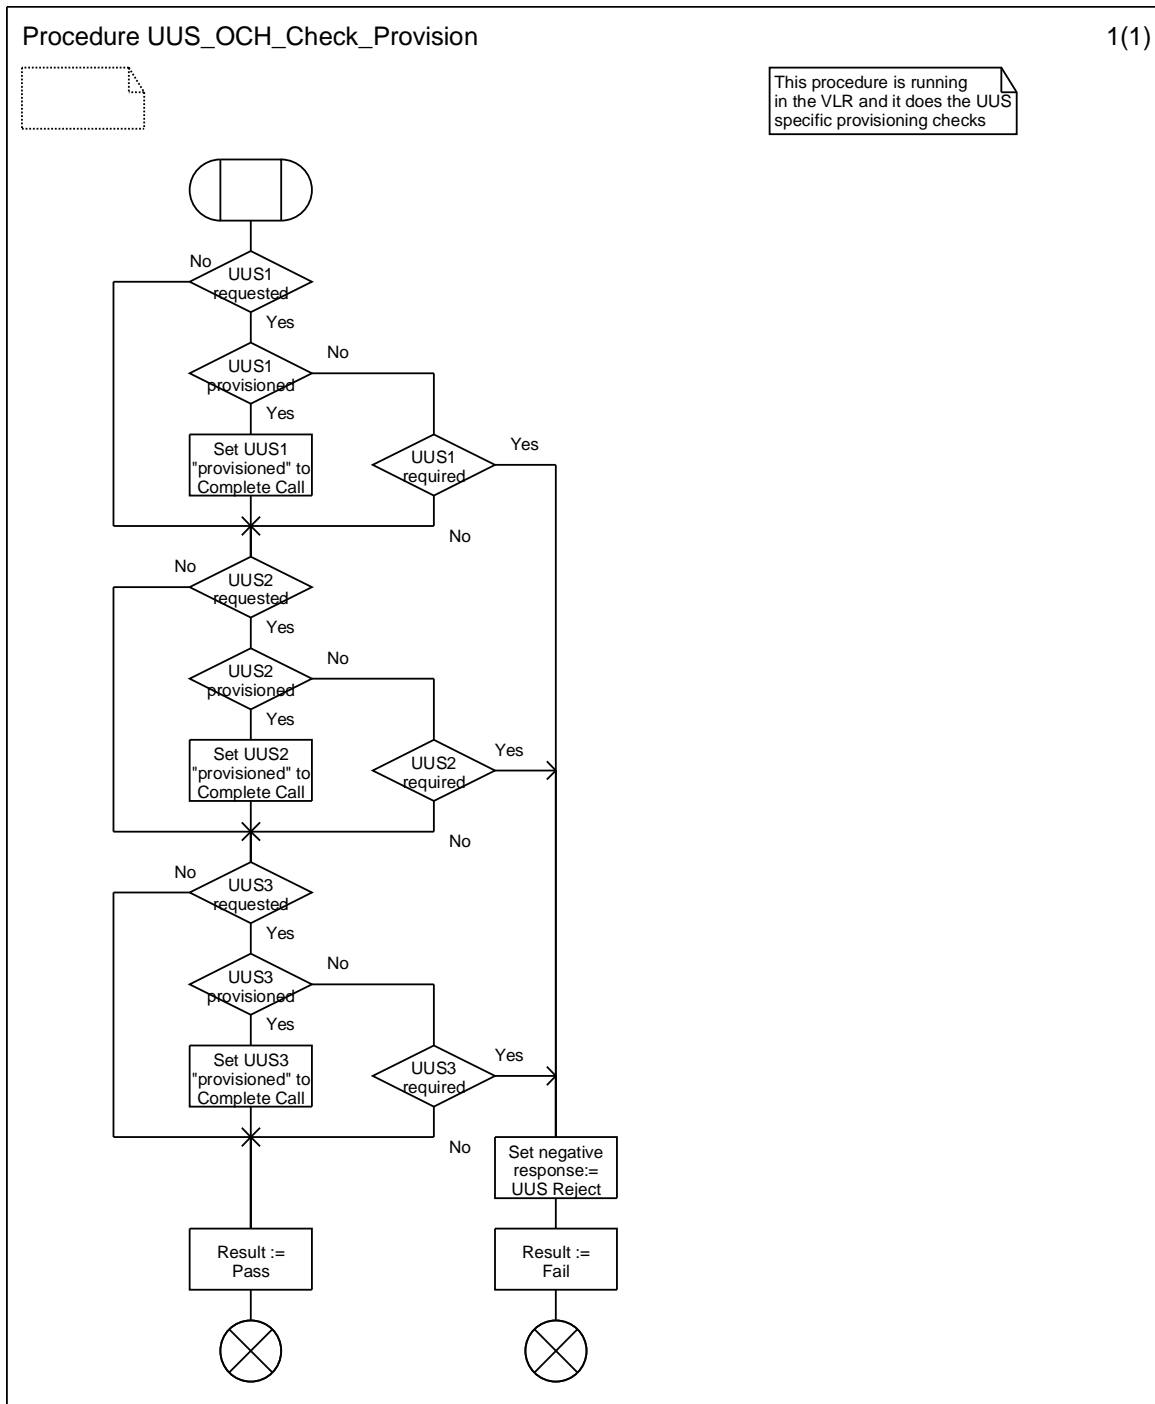 Procedure UUS_OCH_Check_Provision
1(1)
This procedure is running
in the VLR and it does the UUS
specific provisioning checks
No
UUS1
requested
Yes
No
UUS1
provisioned
Yes
Set UUS1
"provisioned" to
Complete Call
UUS1
required
Yes
No
No
UUS2
requested
Yes
No
UUS2
provisioned
Yes
Set UUS2
"provisioned" to
Complete Call
UUS2
required
Yes
No
No
UUS3
requested
Yes
No
UUS3
provisioned
Yes
Set UUS3
"provisioned" to
Complete Call
UUS3
required
Yes
No
Set negative
response:=
UUS Reject
Result :=
Pass
Result :=
Fail